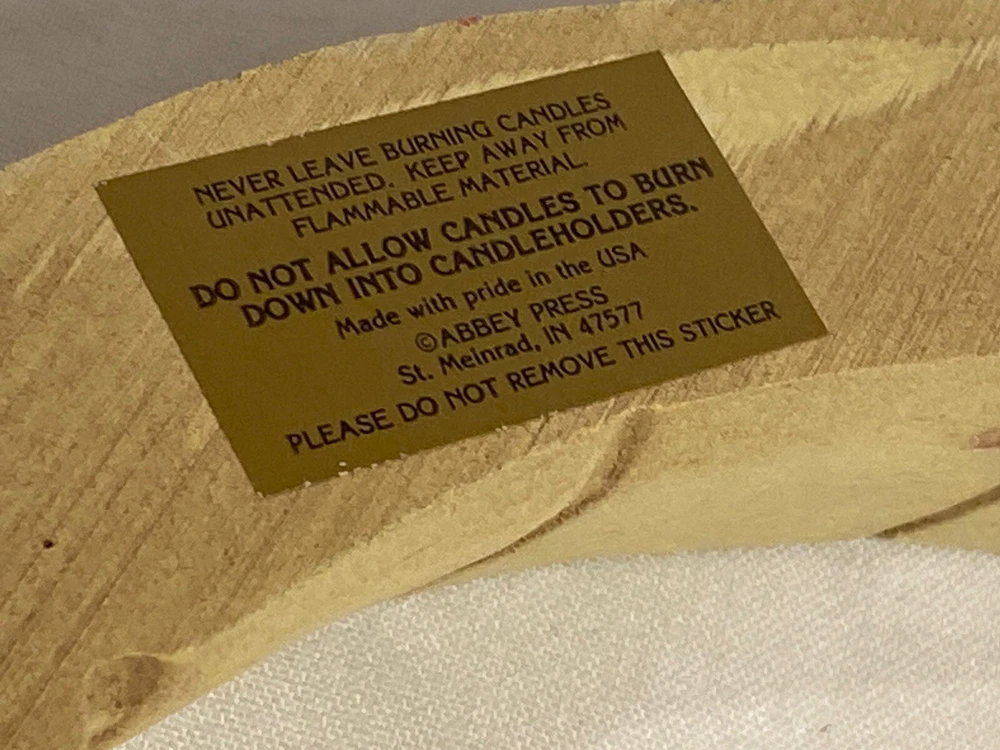 NEVER LEAVE BURNING CANDLES
UNATTENDED. KEEP AWAY FROM
FLAMMABLE MATERIAL.
DO NOT ALLOW CANDLES TO BURN
DOWN INTO CANDLEHOLDERS.
Made with pride in the USA
©ABBEY PRESS
St. Meinrad, IN 47577
PLEASE DO NOT REMOVE THIS STICKER